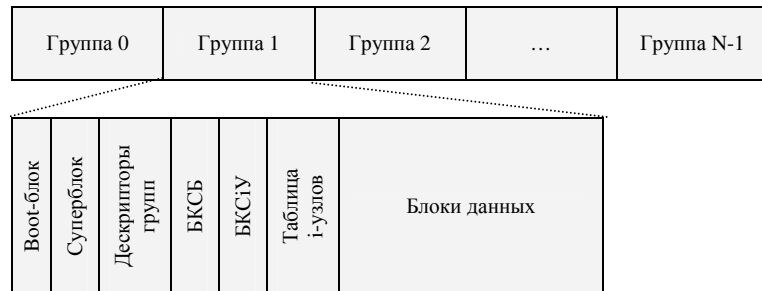 Группа 0
Группа 1
Группа 2
…
Группа N-1
Boot-блок
Суперблок
Дескрипторы
групп
БКСБ
БКСіУ
Таблица
i-узлов
Блоки данных